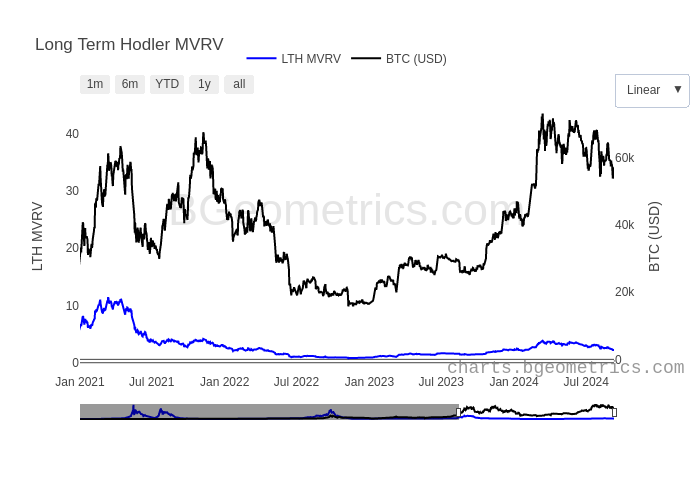 Long Term Hodler MVRV
LTH MVRV BTC (USD)
1m 6m YTD 1y all
Linear ▼
40
30
20
10
0
LTH MVRV
60k
40k
20k
0
BTC (USD)
BGeometrics.com
charts.bgeometrics.com
Jan 2021 Jul 2021 Jan 2022 Jul 2022 Jan 2023 Jul 2023 Jan 2024 Jul 2024